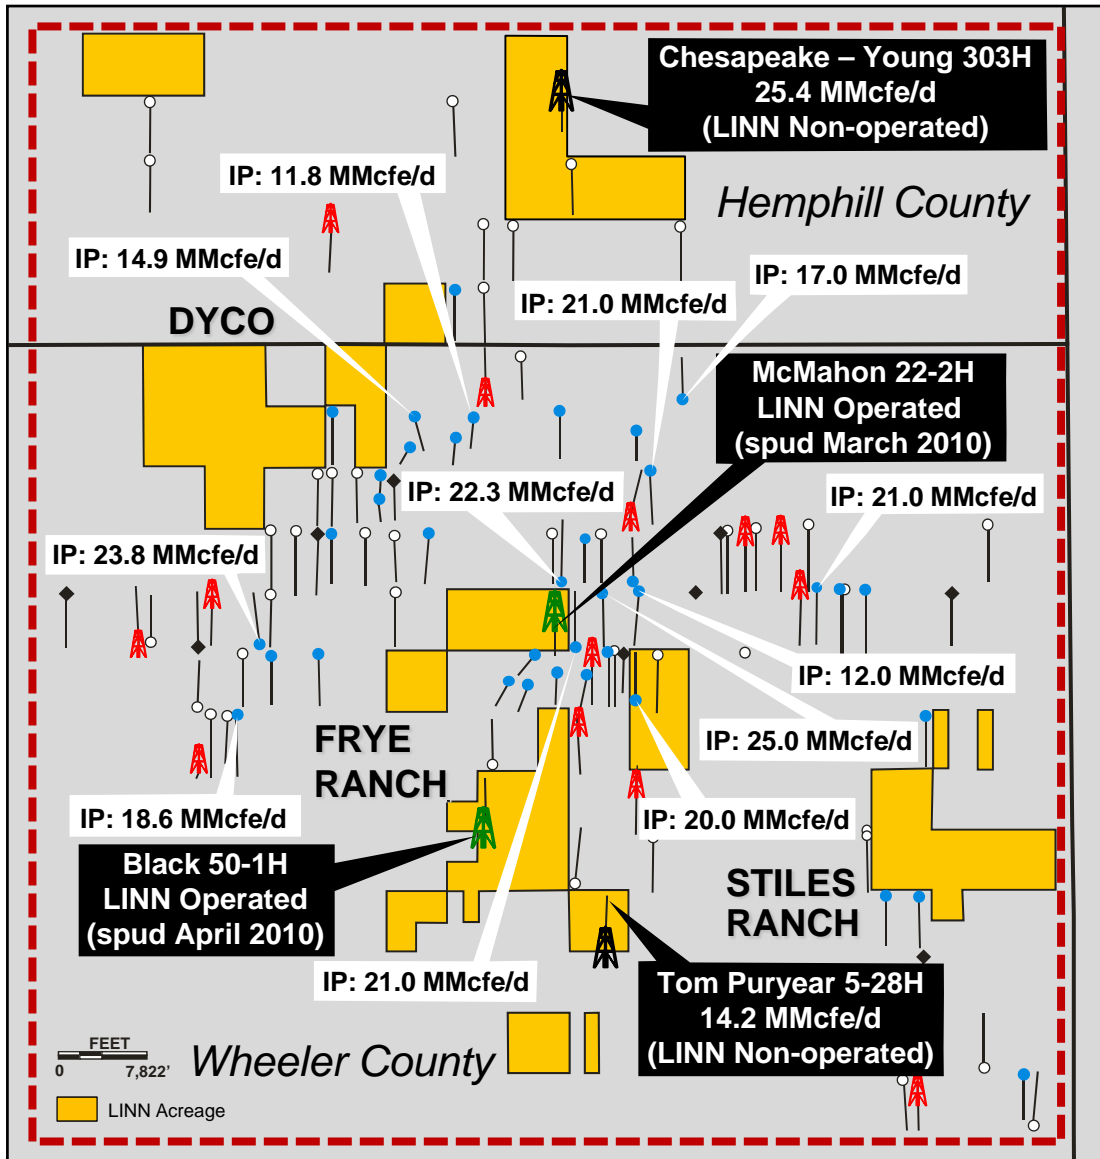 Chesapeake – Young 303H
25.4 MMcfe/d
(LINN Non-operated)
IP: 11.8 MMcfe/d
Hemphill County
IP: 14.9 MMcfe/d
IP: 17.0 MMcfe/d
IP: 21.0 MMcfe/d
DYCO
McMahon 22-2H
LINN Operated
(spud March 2010)
IP: 22.3 MMcfe/d
IP: 21.0 MMcfe/d
IP: 23.8 MMcfe/d
IP: 12.0 MMcfe/d
FRYE
RANCH
IP: 25.0 MMcfe/d
IP: 18.6 MMcfe/d
IP: 20.0 MMcfe/d
Black 50-1H
LINN Operated
(spud April 2010)
STILES
RANCH
IP: 21.0 MMcfe/d
Tom Puryear 5-28H
14.2 MMcfe/d
(LINN Non-operated)
Wheeler County
FEET
0 7,822'
LINN Acreage